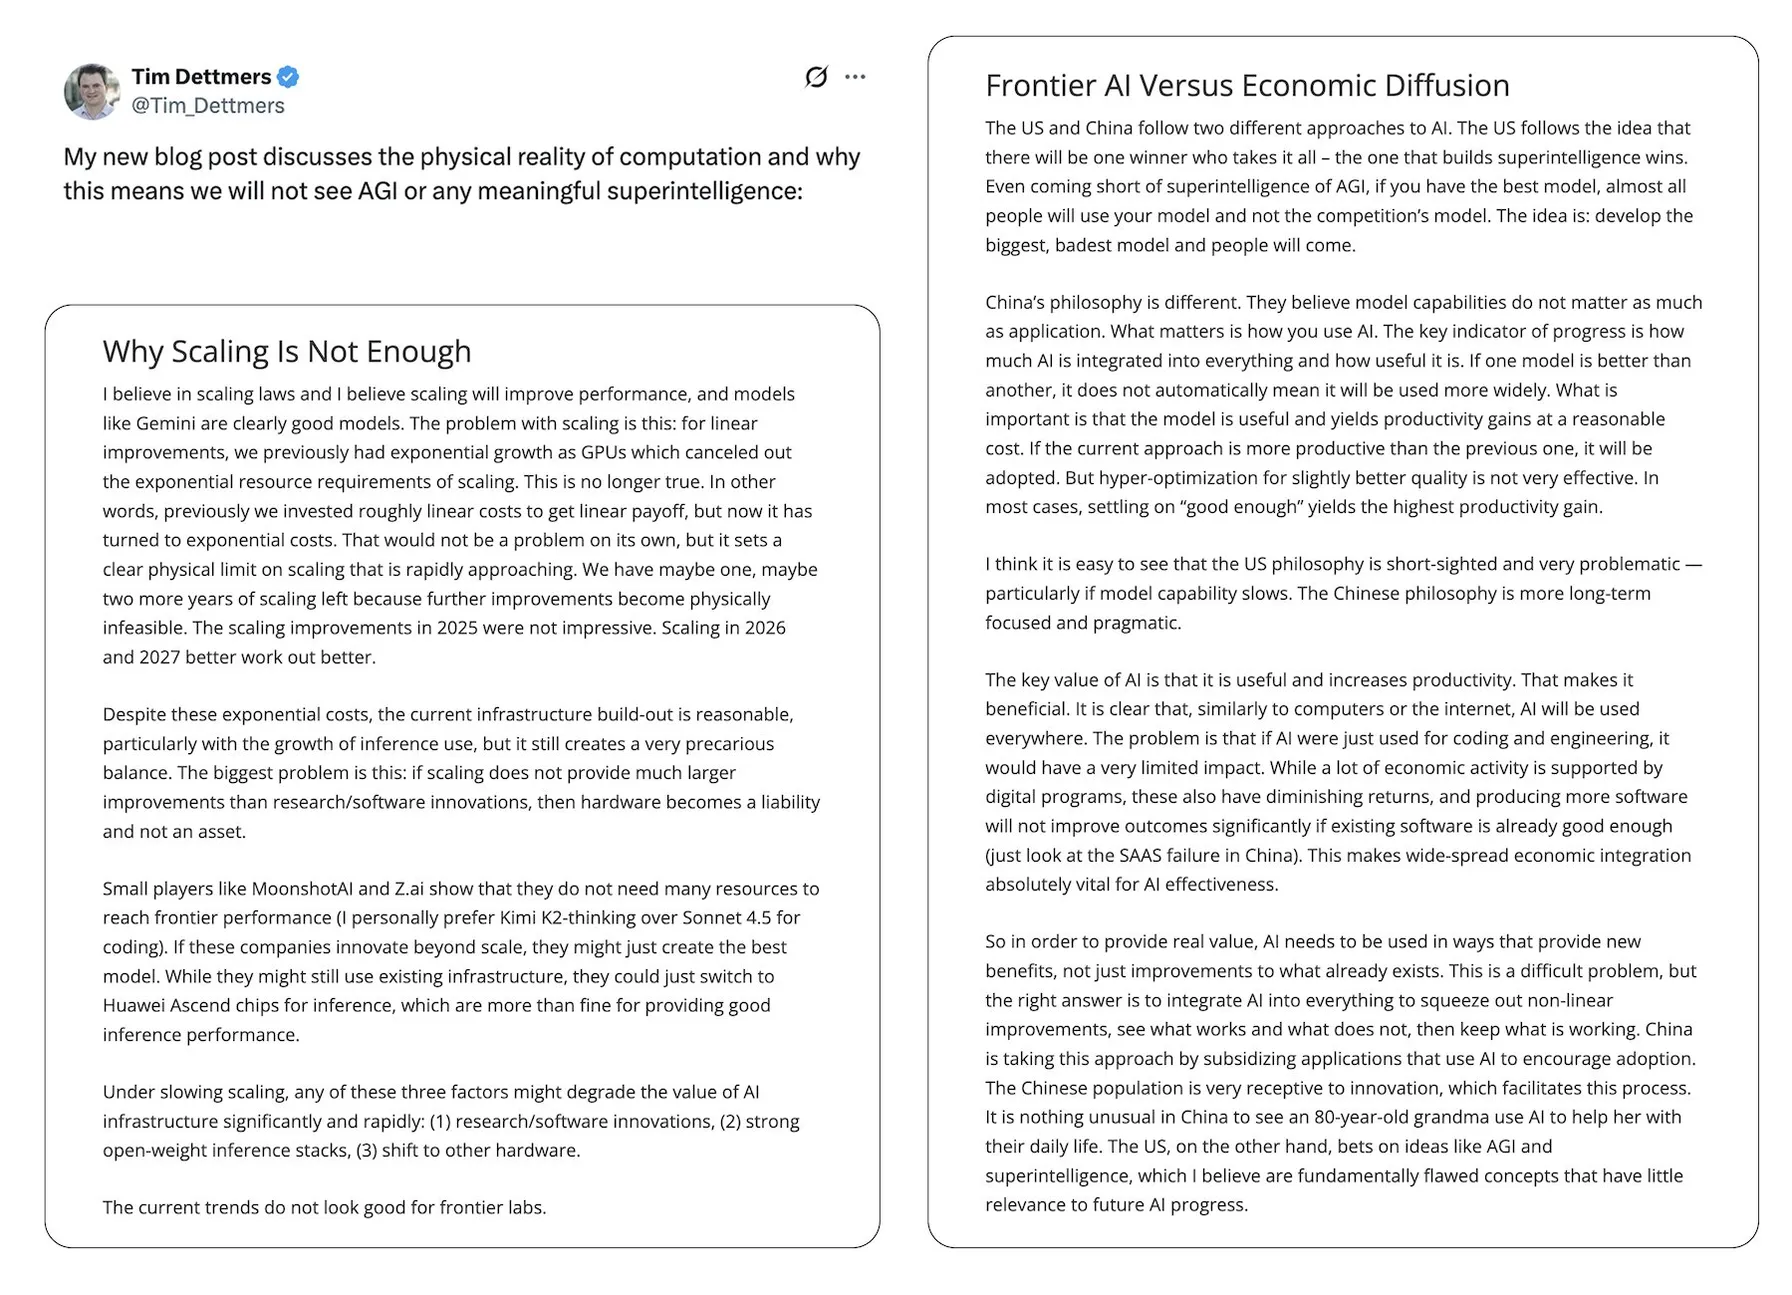 Tim Dettmers
@Tim_Dettmers
My new blog post discusses the physical reality of computation and why
this means we will not see AGI or any meaningful superintelligence:
Why Scaling Is Not Enough
I believe in scaling laws and I believe scaling will improve performance, and models
like Gemini are clearly good models. The problem with scaling is this: for linear
improvements, we previously had exponential growth as GPUs which canceled out
the exponential resource requirements of scaling. This is no longer true. In other
words, previously we invested roughly linear costs to get linear payoff, but now it has
turned to exponential costs. That would not be a problem on its own, but it sets a
clear physical limit on scaling that is rapidly approaching. We have maybe one, maybe
two more years of scaling left because further improvements become physically
infeasible. The scaling improvements in 2025 were not impressive. Scaling in 2026
and 2027 better work out better.
Despite these exponential costs, the current infrastructure build-out is reasonable,
particularly with the growth of inference use, but it still creates a very precarious
balance. The biggest problem is this: if scaling does not provide much larger
improvements than research/software innovations, then hardware becomes a liability
and not an asset.
Small players like MoonshotAI and Z.ai show that they do not need many resources to
reach frontier performance (I personally prefer Kimi K2-thinking over Sonnet 4.5 for
coding). If these companies innovate beyond scale, they might just create the best
model. While they might still use existing infrastructure, they could just switch to
Huawei Ascend chips for inference, which are more than fine for providing good
inference performance.
Under slowing scaling, any of these three factors might degrade the value of AI
infrastructure significantly and rapidly: (1) research/software innovations, (2) strong
open-weight inference stacks, (3) shift to other hardware.
The current trends do not look good for frontier labs.
Frontier AI Versus Economic Diffusion
The US and China follow two different approaches to AI. The US follows the idea that
there will be one winner who takes it all – the one that builds superintelligence wins.
Even coming short of superintelligence of AGI, if you have the best model, almost all
people will use your model and not the competition’s model. The idea is: develop the
biggest, badest model and people will come.
China’s philosophy is different. They believe model capabilities do not matter as much
as application. What matters is how you use AI. The key indicator of progress is how
much AI is integrated into everything and how useful it is. If one model is better than
another, it does not automatically mean it will be used more widely. What is
important is that the model is useful and yields productivity gains at a reasonable
cost. If the current approach is more productive than the previous one, it will be
adopted. But hyper-optimization for slightly better quality is not very effective. In
most cases, settling on “good enough” yields the highest productivity gain.
I think it is easy to see that the US philosophy is short-sighted and very problematic —
particularly if model capability slows. The Chinese philosophy is more long-term
focused and pragmatic.
The key value of AI is that it is useful and increases productivity. That makes it
beneficial. It is clear that, similarly to computers or the internet, AI will be used
everywhere. The problem is that if AI were just used for coding and engineering, it
would have a very limited impact. While a lot of economic activity is supported by
digital programs, these also have diminishing returns, and producing more software
will not improve outcomes significantly if existing software is already good enough
(just look at the SAAS failure in China). This makes wide-spread economic integration
absolutely vital for AI effectiveness.
So in order to provide real value, AI needs to be used in ways that provide new
benefits, not just improvements to what already exists. This is a difficult problem, but
the right answer is to integrate AI into everything to squeeze out non-linear
improvements, see what works and what does not, then keep what is working. China
is taking this approach by subsidizing applications that use AI to encourage adoption.
The Chinese population is very receptive to innovation, which facilitates this process.
It is nothing unusual in China to see an 80-year-old grandma use AI to help her with
their daily life. The US, on the other hand, bets on ideas like AGI and
superintelligence, which I believe are fundamentally flawed concepts that have little
relevance to future AI progress.